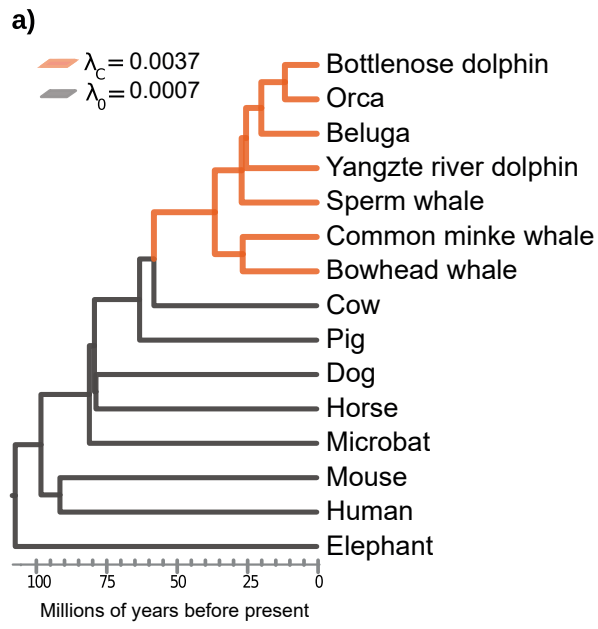 a)
λC = 0.0037
λ0 = 0.0007
Bottlenose dolphin
Orca
Beluga
Yangzte river dolphin
Sperm whale
Common minke whale
Bowhead whale
Cow
Pig
Dog
Horse
Microbat
Mouse
Human
Elephant
100 75 50 25 0
Millions of years before present